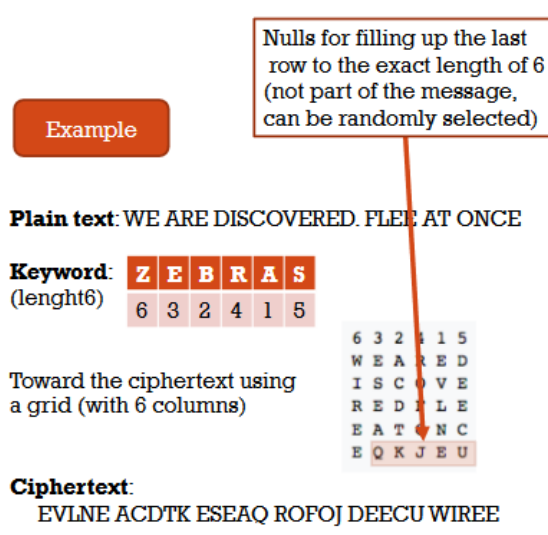 Nulls for filling up the last
row to the exact length of 6
(not part of the message,
can be randomly selected)
Example
Plain text: WE ARE DISCOVERED. FLEE AT ONCE
Keyword:
(lenght6)
Z E B R A S
6 3 2 4 1 5
Toward the ciphertext using
a grid (with 6 columns)
6 3 2 4 1 5
W E A R E D
I S C O V E
R E D F L E
E A T O N C
E Q K J E U
Ciphertext:
EVLNE ACDTK ESEAQ ROFOJ DEECU WIREE